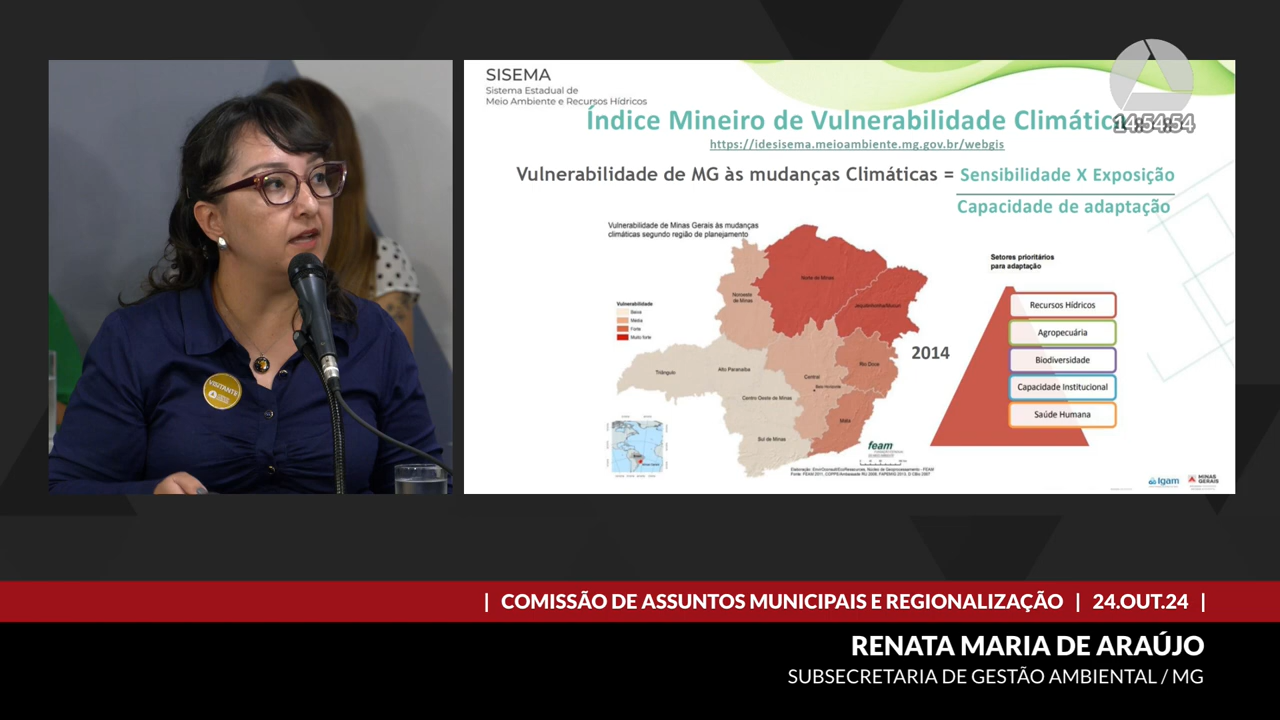 SISEMA
Sistema Estadual de
Meio Ambiente e Recursos Hídricos
14:54:54
Índice Mineiro de Vulnerabilidade Climátic
https://idesisema.meioambiente.mg.gov.br/webgis
Vulnerabilidade de MG às mudanças Climáticas = Sensibilidade X Exposição
Capacidade de adaptação
Vulnerabilidade de Minas Gerais às mudanças
climáticas segundo região de planejamento
Setores prioritários
para adaptação
Vulnerabilidade
Baixa
Média
Forte
Muito forte
Norte de Minas
Noroeste
de Minas
Jequitinhonha/Mucuri
Rio Doce
Central
Belo Horizonte
Alto Paranaíba
Triângulo
Centro Oeste de Minas
Mata
Sul de Minas
2014
Recursos Hídricos
Agropecuária
Biodiversidade
Capacidade Institucional
Saúde Humana
feam
Igam
MINAS
GERAIS
VISITANTE
| COMISSÃO DE ASSUNTOS MUNICIPAIS E REGIONALIZAÇÃO | 24.OUT.24 |
RENATA MARIA DE ARAÚJO
SUBSECRETARIA DE GESTÃO AMBIENTAL / MG